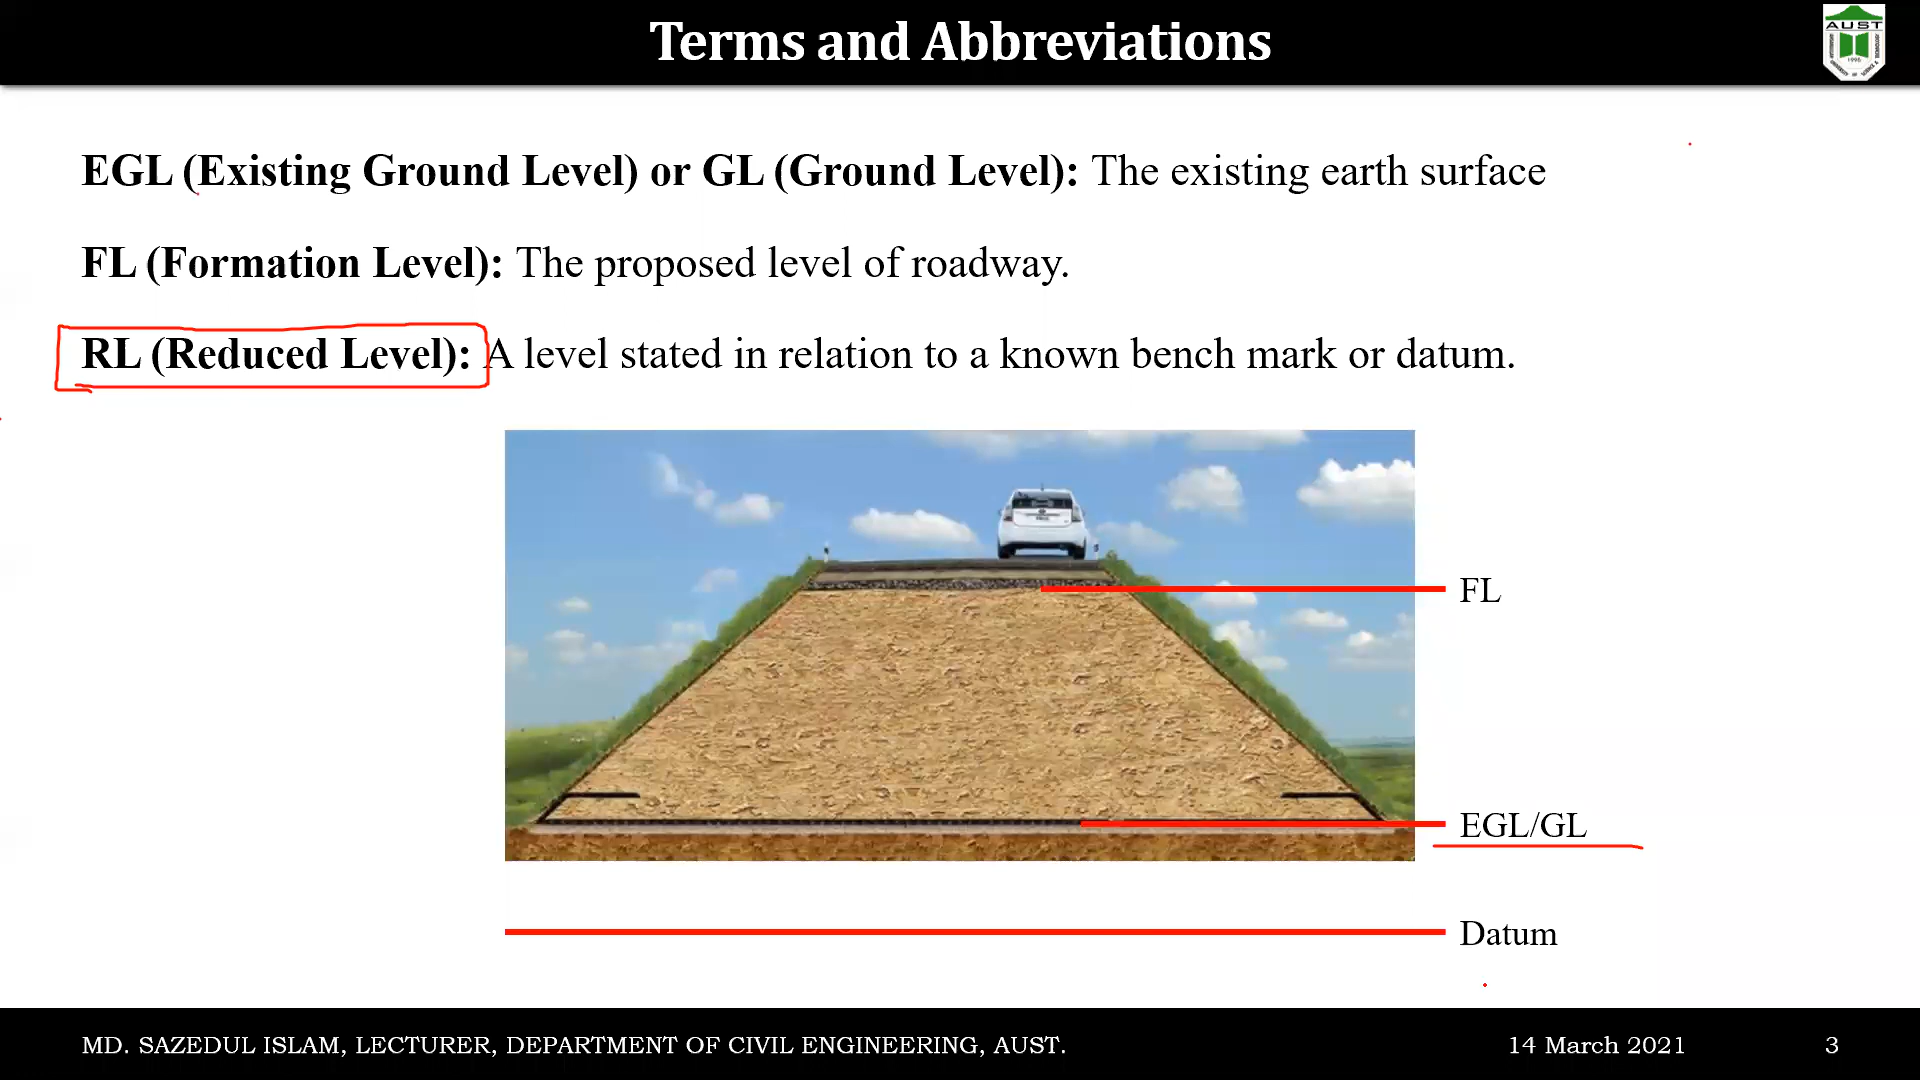 Terms and Abbreviations
AUST
1995
EGL (Existing Ground Level) or GL (Ground Level): The existing earth surface
FL (Formation Level): The proposed level of roadway.
RL (Reduced Level): A level stated in relation to a known bench mark or datum.
FL
EGL/GL
Datum
MD. SAZEDUL ISLAM, LECTURER, DEPARTMENT OF CIVIL ENGINEERING, AUST.
14 March 2021
3